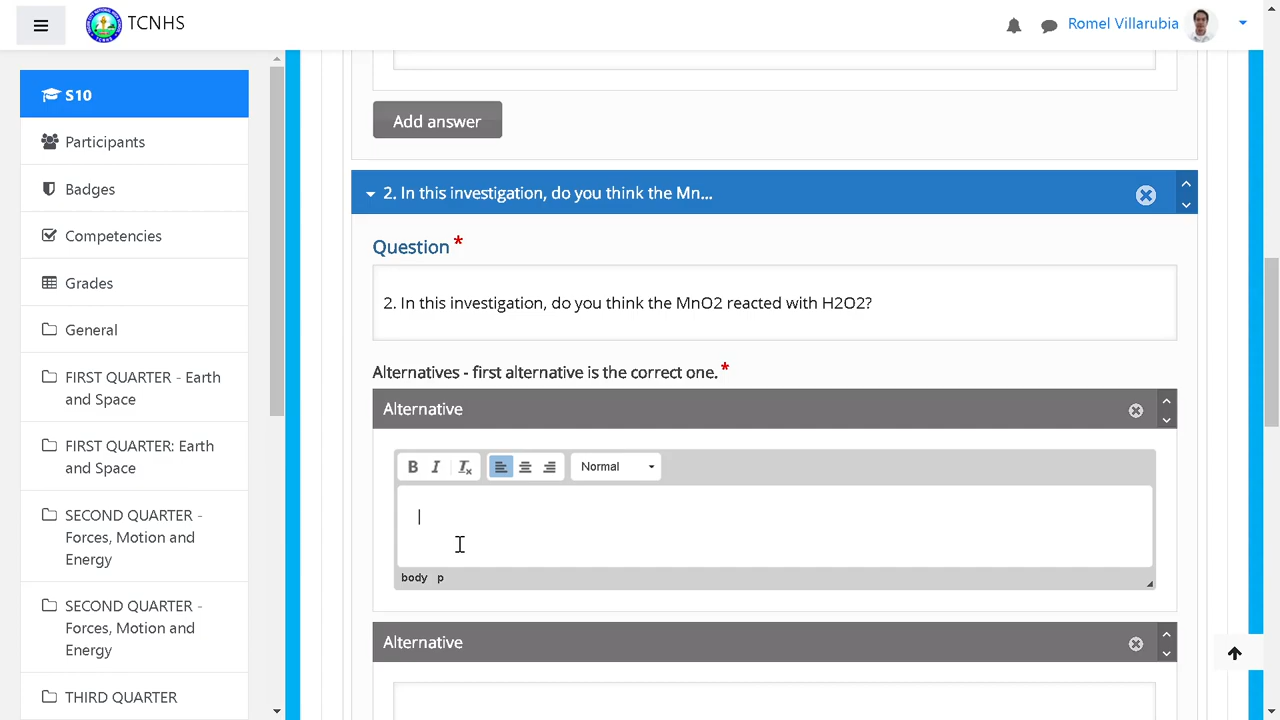 TCNHS
Romel Villarubia
S10
Participants
Badges
Competencies
Grades
General
FIRST QUARTER - Earth
and Space
FIRST QUARTER: Earth
and Space
SECOND QUARTER -
Forces, Motion and
Energy
SECOND QUARTER -
Forces, Motion and
Energy
THIRD QUARTER
Add answer
2. In this investigation, do you think the Mn...
Question *
2. In this investigation, do you think the MnO2 reacted with H2O2?
Alternatives - first alternative is the correct one. *
Alternative
B I Tx Normal
body p
Alternative